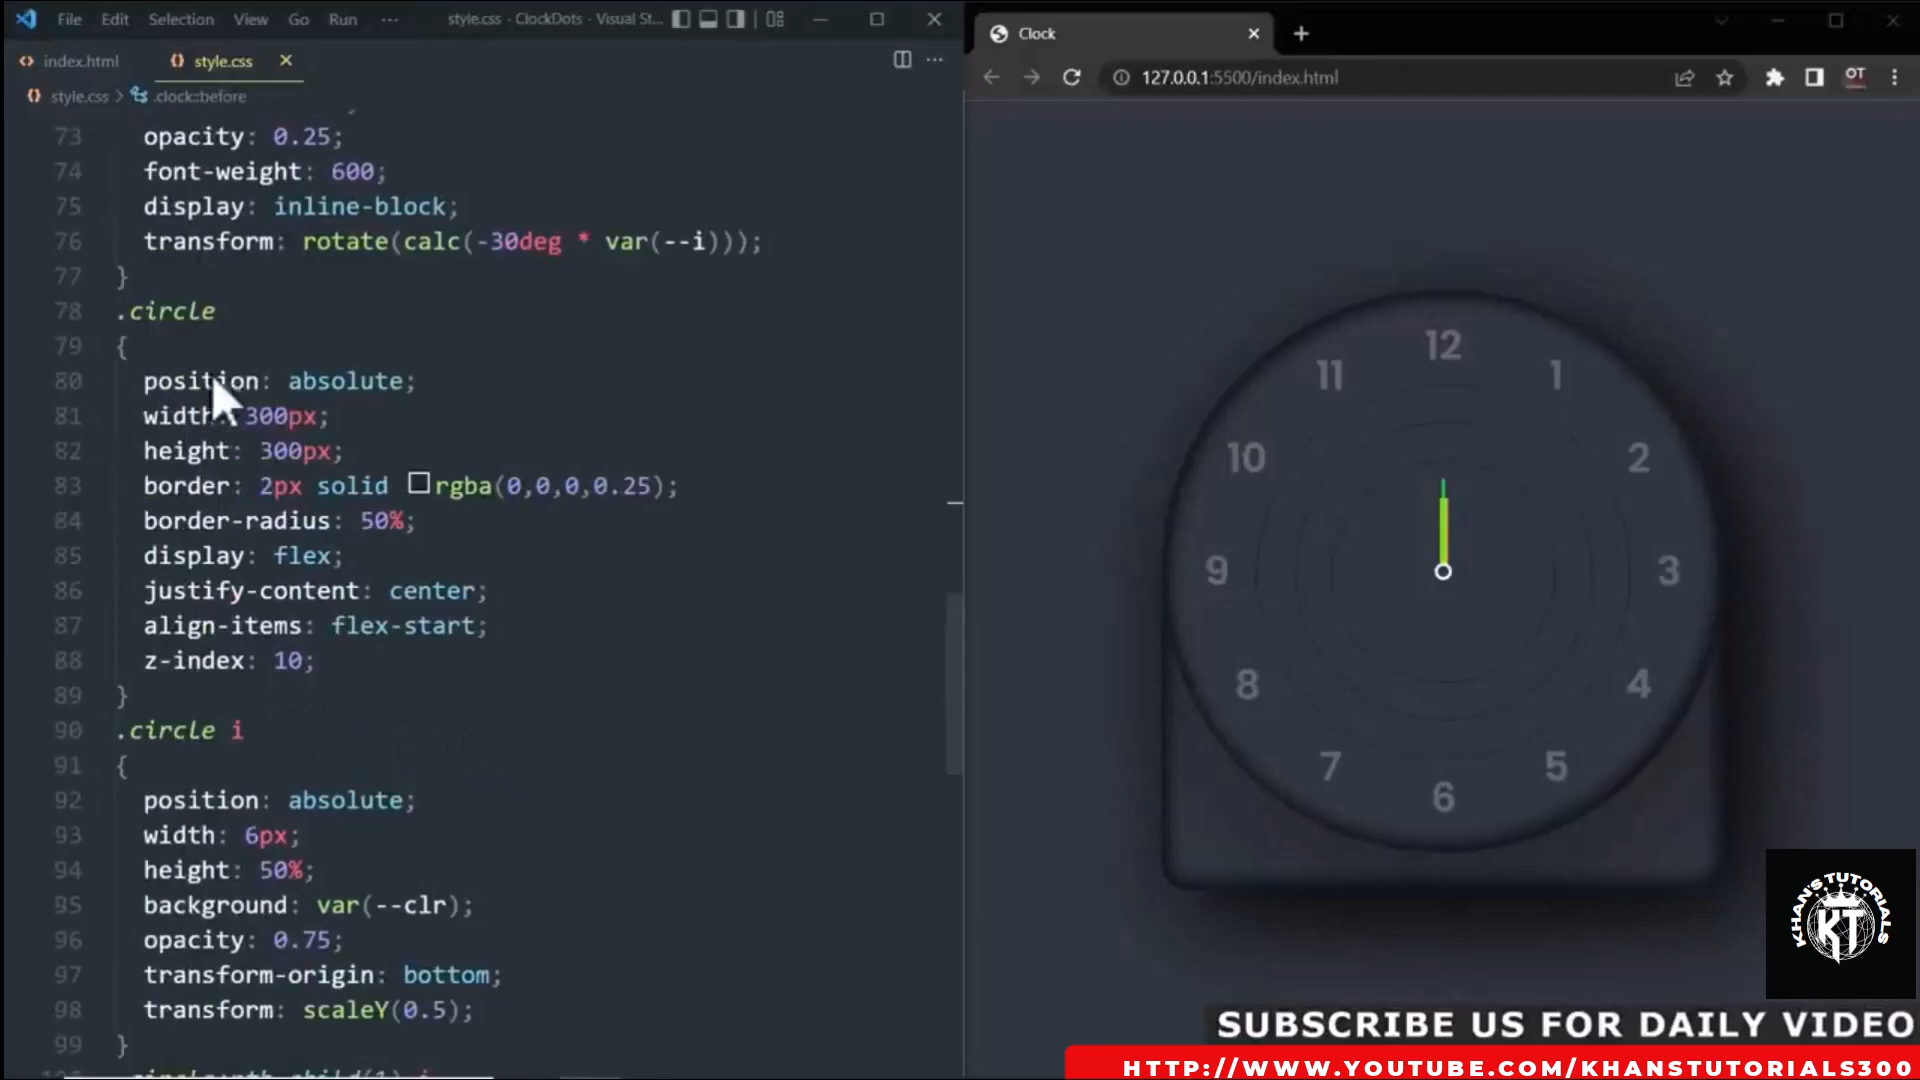 File Edit Selection View Go Run ··· style.css - ClockDots - Visual St...
index.html style.css
style.css > .clock::before
73 opacity: 0.25;
74 font-weight: 600;
75 display: inline-block;
76 transform: rotate(calc(-30deg * var(--i)));
77 }
78 .circle
79 {
80 position: absolute;
81 width: 300px;
82 height: 300px;
83 border: 2px solid rgba(0,0,0,0.25);
84 border-radius: 50%;
85 display: flex;
86 justify-content: center;
87 align-items: flex-start;
88 z-index: 10;
89 }
90 .circle i
91 {
92 position: absolute;
93 width: 6px;
94 height: 50%;
95 background: var(--clr);
96 opacity: 0.75;
97 transform-origin: bottom;
98 transform: scaleY(0.5);
99 }
Clock
127.0.0.1:5500/index.html
OT
12
11 1
10 2
9 3
8 4
7 5
6
KHAN'S TUTORIALS
KT
SUBSCRIBE US FOR DAILY VIDEO
HTTP://WWW.YOUTUBE.COM/KHANSTUTORIALS300